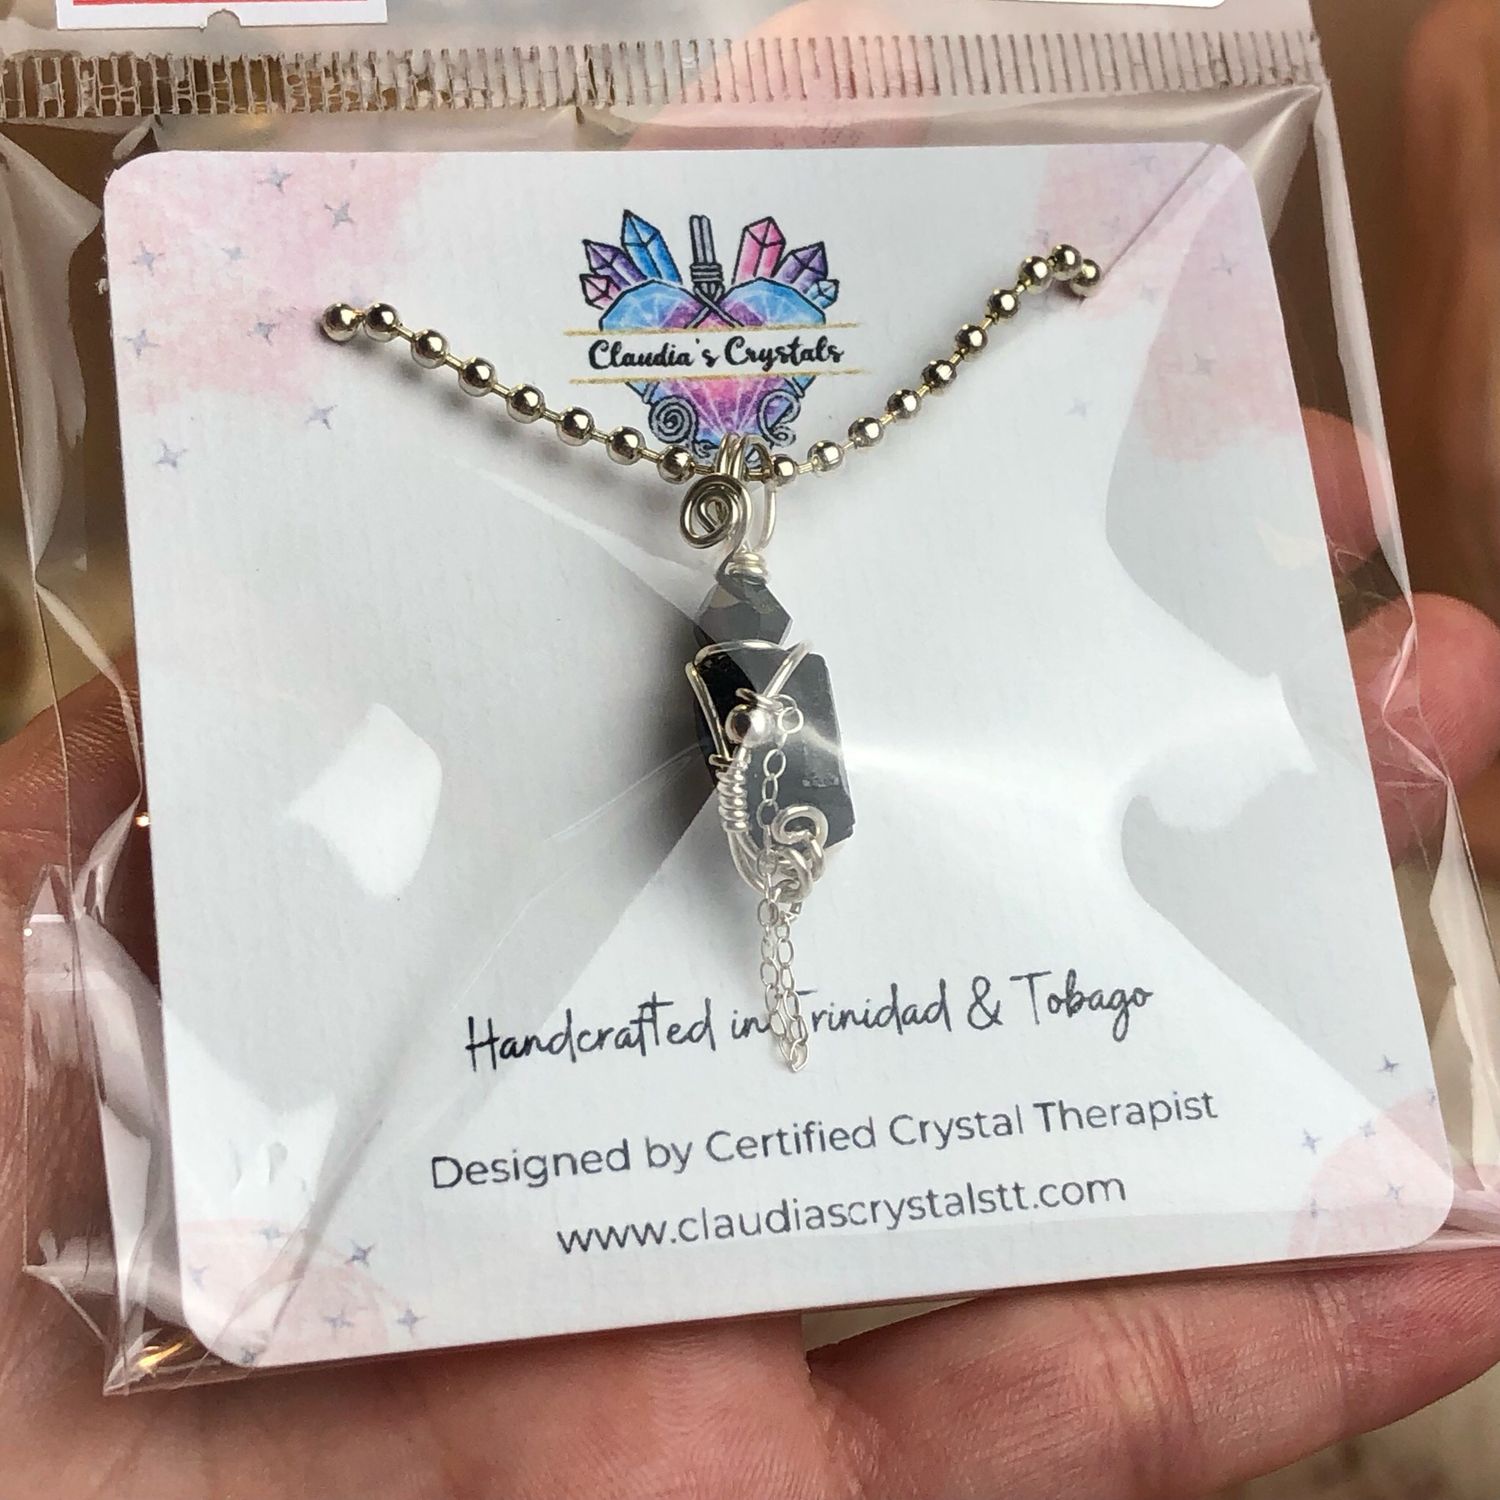 Claudia's Crystals
Handcrafted in Trinidad & Tobago
Designed by Certified Crystal Therapist
www.claudiascrystalstt.com